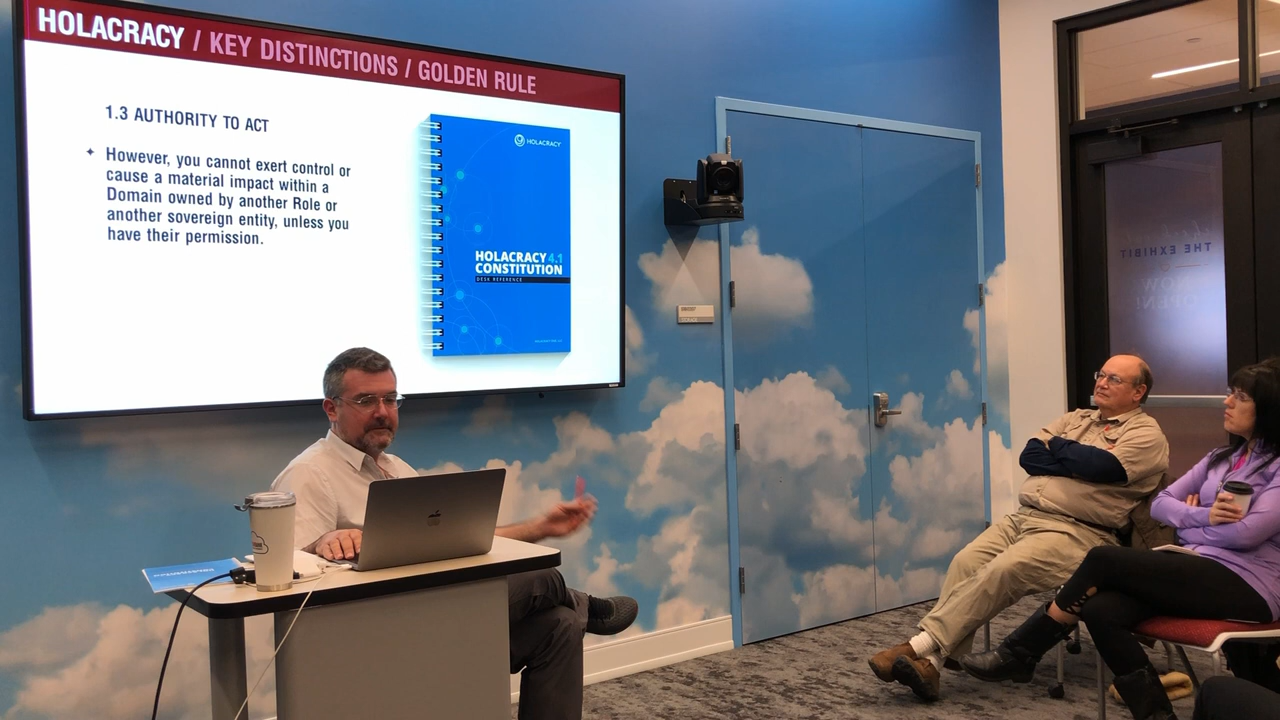 HOLACRACY / KEY DISTINCTIONS / GOLDEN RULE
1.3 AUTHORITY TO ACT
However, you cannot exert control or
cause a material impact within a
Domain owned by another Role or
another sovereign entity, unless you
have their permission.
HOLACRACY
HOLACRACY 4.1
CONSTITUTION
DESK REFERENCE
THE EXHIBIT
NOW
OPEN!